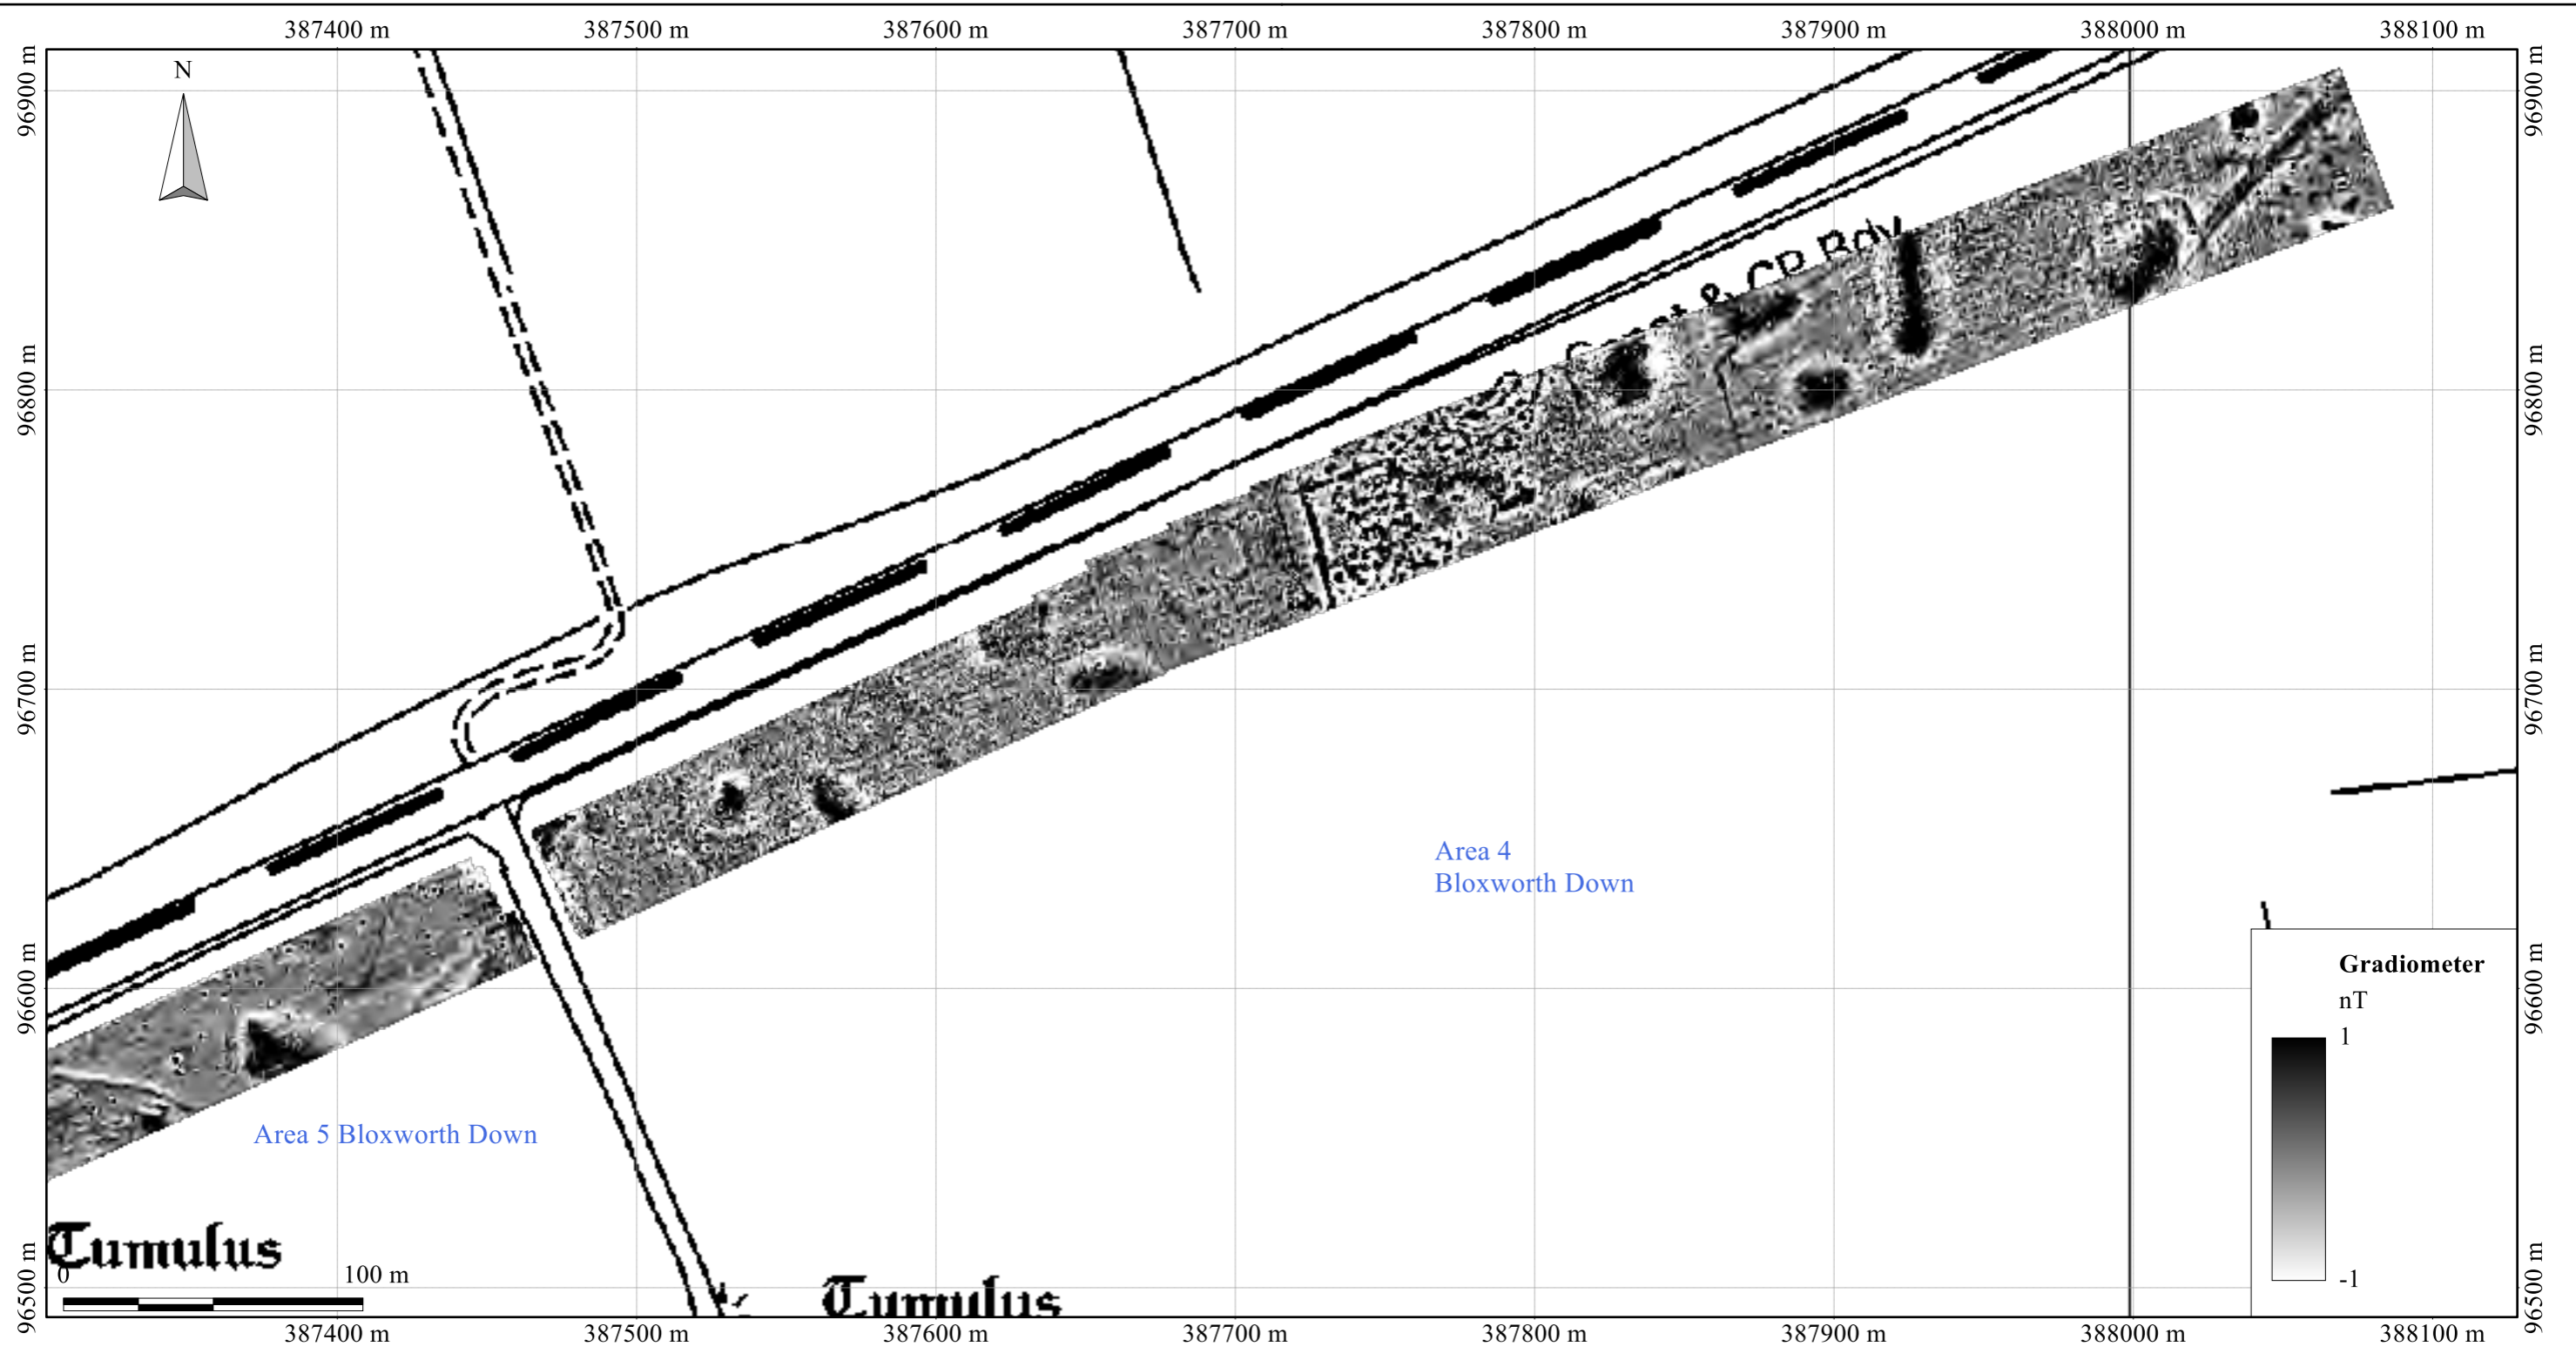 387400 m 387500 m 387600 m 387700 m 387800 m 387900 m 388000 m 388100 m
96900 m 96900 m
N
& CP Bdy
96800 m 96800 m
96700 m 96700 m
Area 4
Bloxworth Down
96600 m 96600 m
Gradiometer
nT
1
-1
Area 5 Bloxworth Down
Tumulus
0 100 m
Tumulus
96500 m 96500 m
387400 m 387500 m 387600 m 387700 m 387800 m 387900 m 388000 m 388100 m